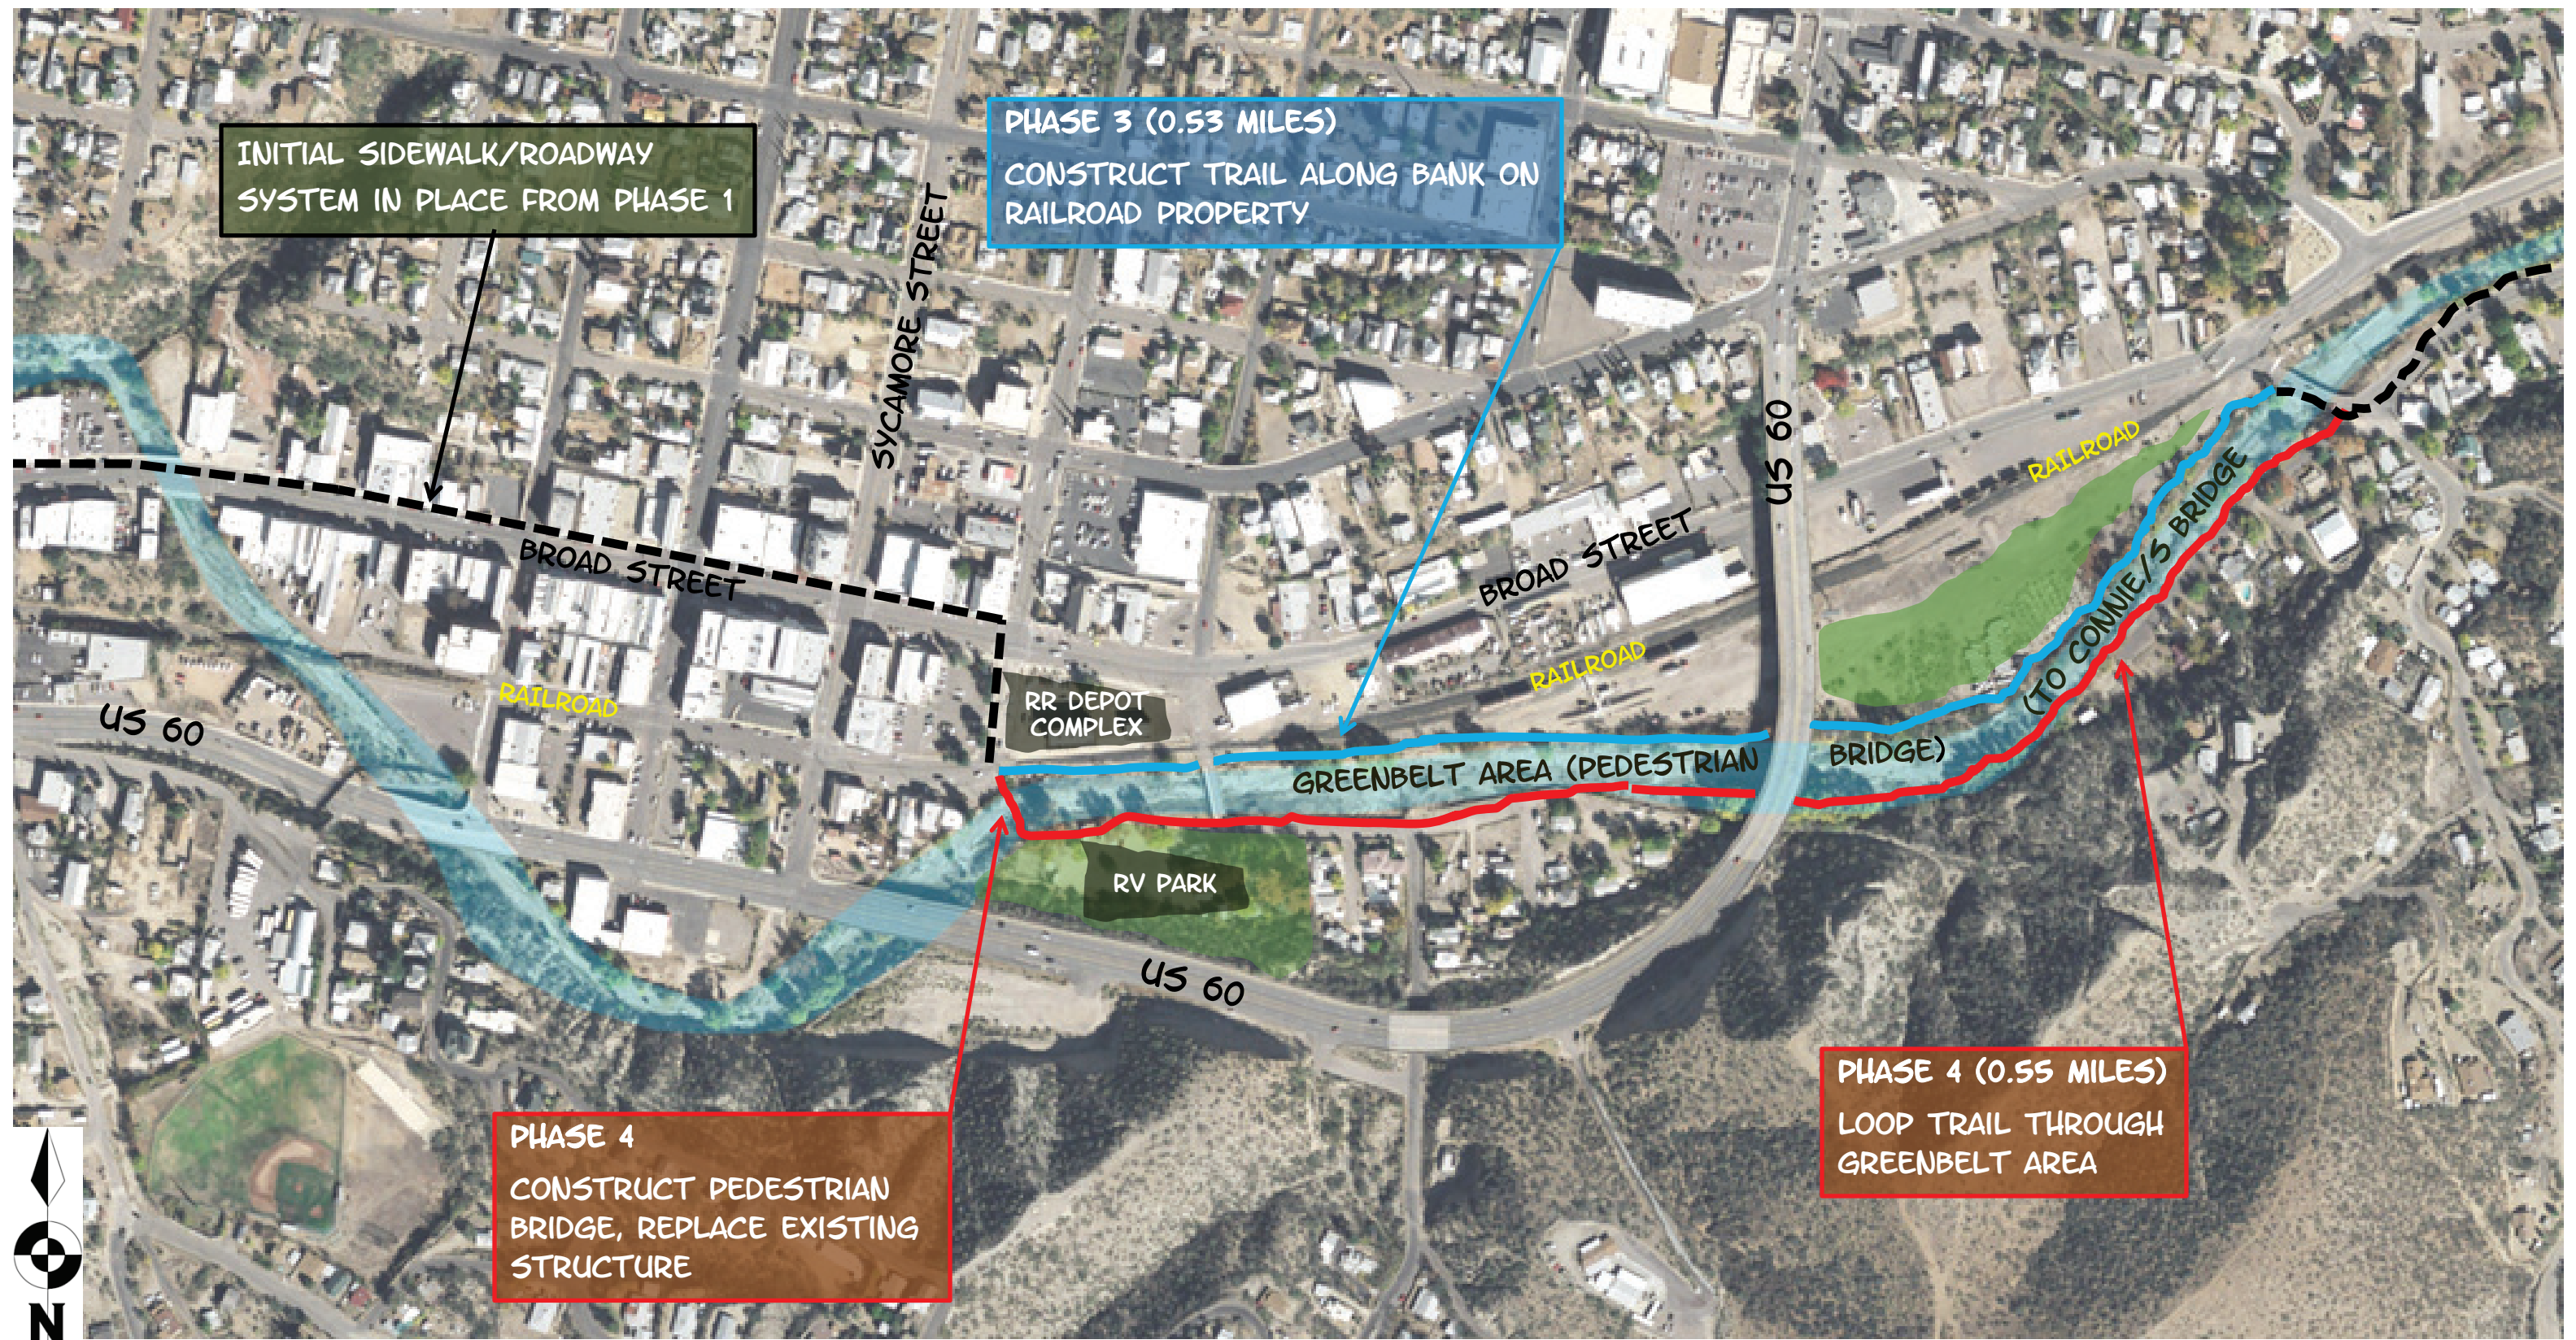 INITIAL SIDEWALK/ROADWAY
SYSTEM IN PLACE FROM PHASE 1
PHASE 3 (0.53 MILES)
CONSTRUCT TRAIL ALONG BANK ON
RAILROAD PROPERTY
SYCAMORE STREET
US 60
RAILROAD
BROAD STREET
BROAD STREET
RAILROAD
RAILROAD
US 60
RR DEPOT
COMPLEX
GREENBELT AREA (PEDESTRIAN
BRIDGE)
(TO CONNIE/S BRIDGE
RV PARK
US 60
PHASE 4
CONSTRUCT PEDESTRIAN
BRIDGE, REPLACE EXISTING
STRUCTURE
PHASE 4 (0.55 MILES)
LOOP TRAIL THROUGH
GREENBELT AREA
N